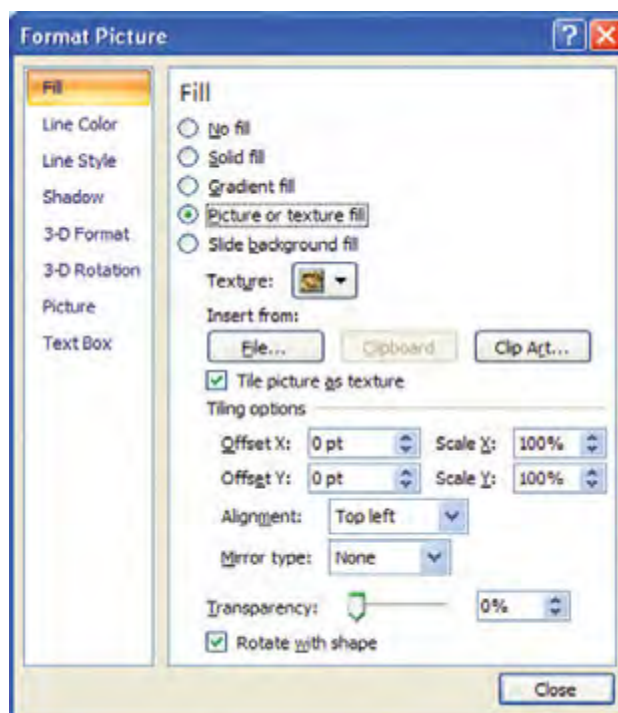 Format Picture
Fill
Line Color
Line Style
Shadow
3-D Format
3-D Rotation
Picture
Text Box
Fill
No fill
Solid fill
Gradient fill
Picture or texture fill
Slide background fill
Texture:
Insert from:
File... Clipboard Clip Art...
Tile picture as texture
Tiling options
Offset X: 0 pt Scale X: 100%
Offset Y: 0 pt Scale Y: 100%
Alignment: Top left
Mirror type: None
Transparency: 0%
Rotate with shape
Close